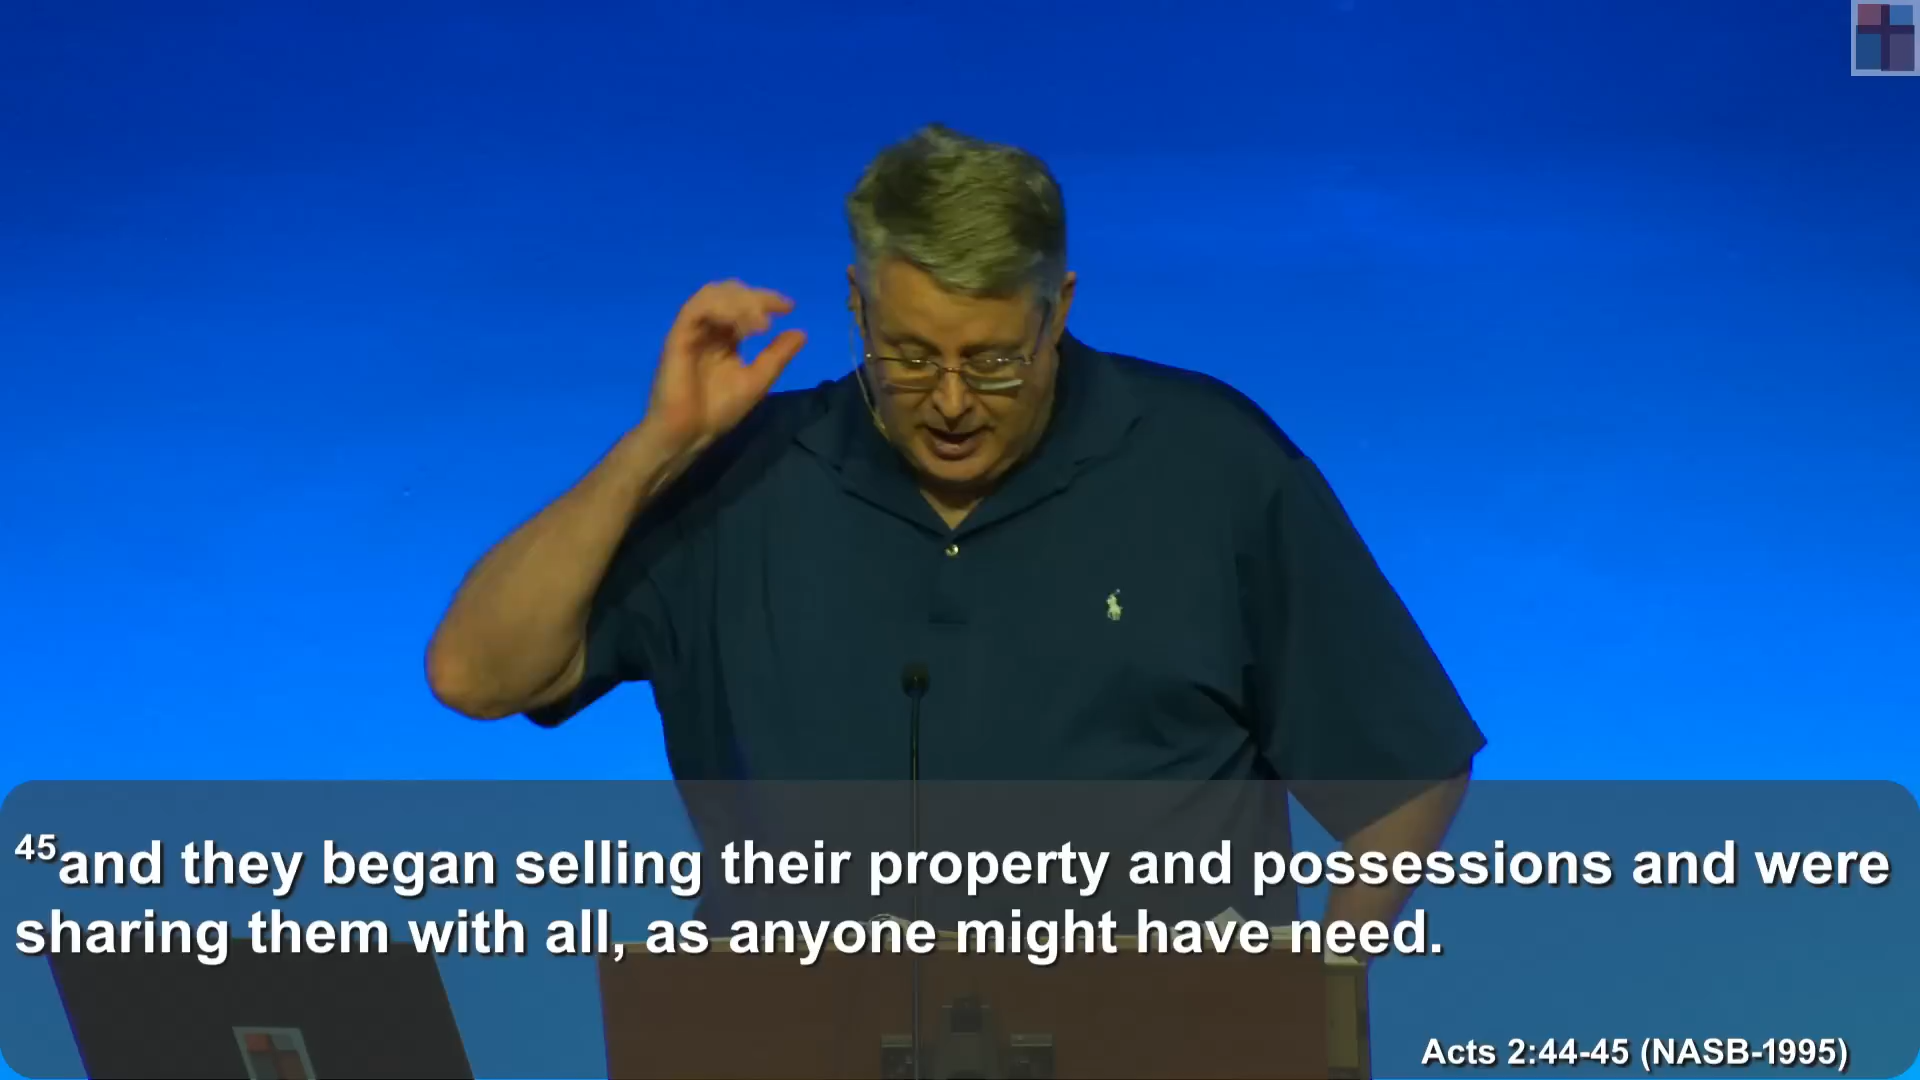 45and they began selling their property and possessions and were
sharing them with all, as anyone might have need.
Acts 2:44-45 (NASB-1995)